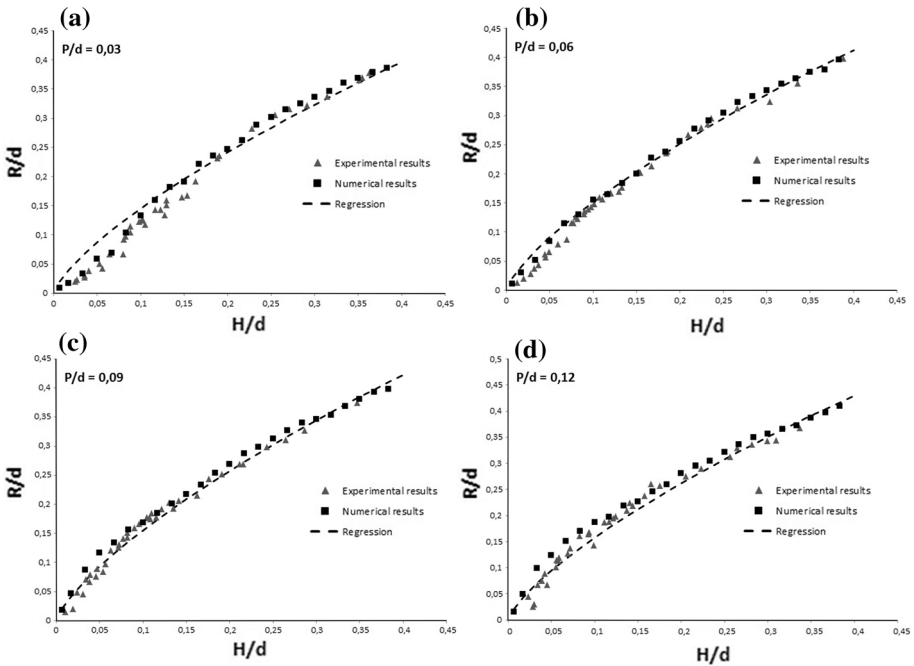 (a)
P/d = 0,03
0,45
0,4
0,35
0,3
0,25
0,2
0,15
0,1
0,05
0
R/d
Experimental results
Numerical results
Regression
0 0,05 0,1 0,15 0,2 0,25 0,3 0,35 0,4 0,45
H/d
(b)
P/d = 0,06
0,45
0,4
0,35
0,3
0,25
0,2
0,15
0,1
0,05
0
R/d
Experimental results
Numerical results
Regression
0 0,05 0,1 0,15 0,2 0,25 0,3 0,35 0,4 0,45
H/d
(c)
P/d = 0,09
0,45
0,4
0,35
0,3
0,25
0,2
0,15
0,1
0,05
0
R/d
Experimental results
Numerical results
Regression
0 0,05 0,1 0,15 0,2 0,25 0,3 0,35 0,4 0,45
H/d
(d)
P/d = 0,12
0,5
0,45
0,4
0,35
0,3
0,25
0,2
0,15
0,1
0,05
0
R/d
Experimental results
Numerical results
Regression
0 0,05 0,1 0,15 0,2 0,25 0,3 0,35 0,4 0,45
H/d